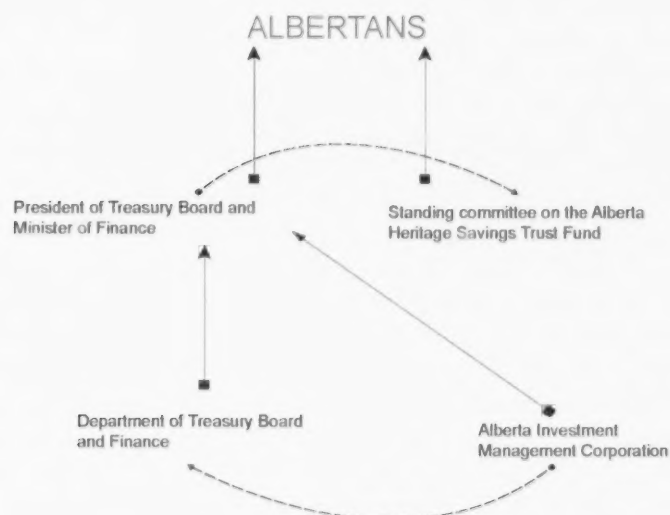 ALBERTANS
President of Treasury Board and
Minister of Finance
Standing committee on the Alberta
Heritage Savings Trust Fund
Department of Treasury Board
and Finance
Alberta Investment
Management Corporation